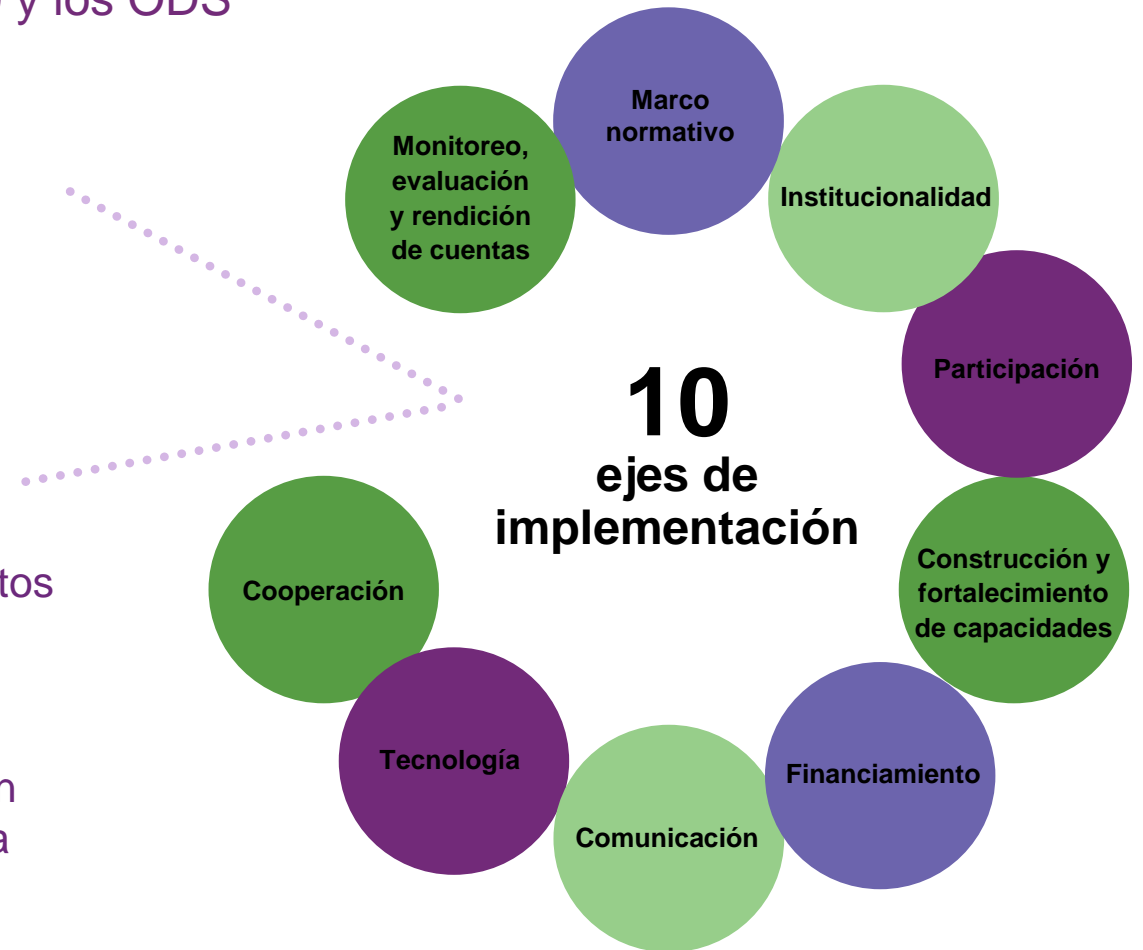 y los ODS
Marco
normativo
Monitoreo,
evaluación
y rendición
de cuentas
Institucionalidad
Participación
10
ejes de
implementación
Construcción y
fortalecimiento
de capacidades
Cooperación
Tecnología
Financiamiento
Comunicación